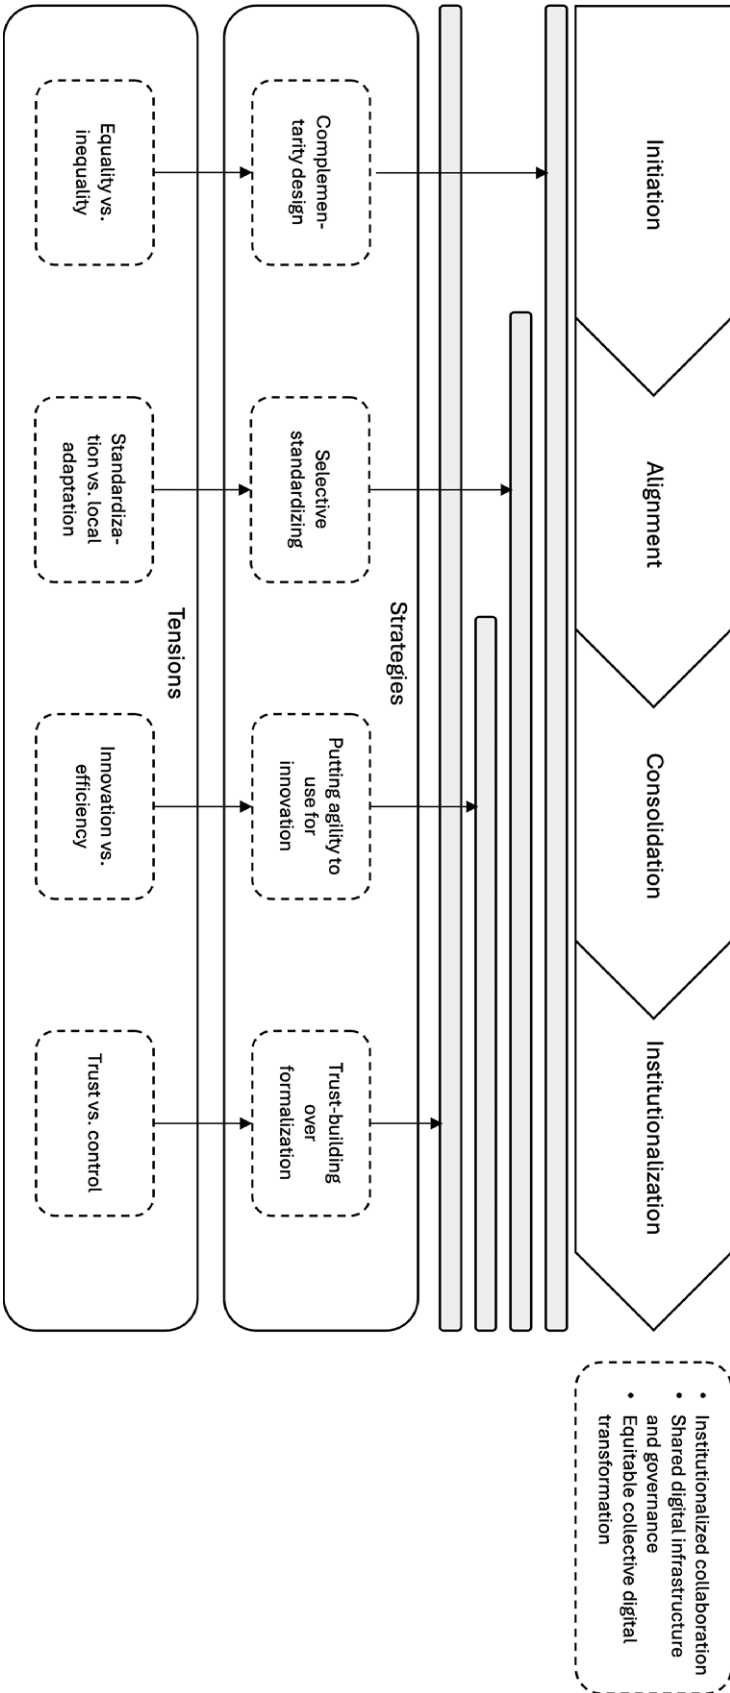 Initiation
Alignment
Consolidation
Institutionalization
• Institutionalized collaboration
• Shared digital infrastructure
and governance
• Equitable collective digital
transformation
Strategies
Complemen-
tarity design
Selective
standardizing
Putting agility to
use for
innovation
Trust-building
over
formalization
Tensions
Equality vs.
inequality
Standardiza-
tion vs. local
adaptation
Innovation vs.
efficiency
Trust vs. control